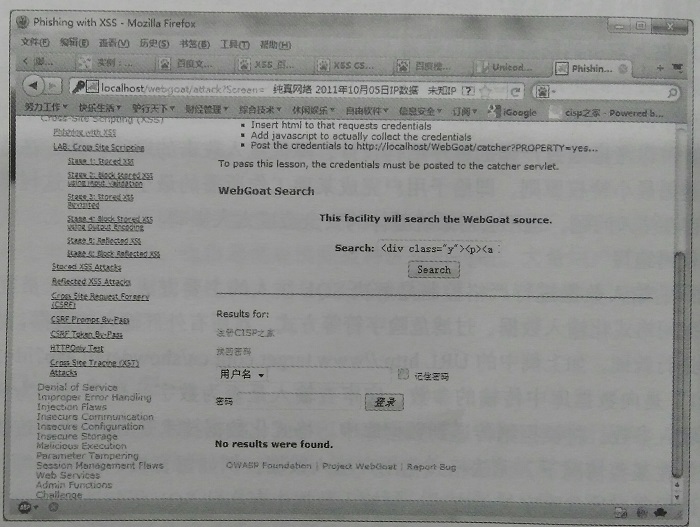 Phishing with XSS - Mozilla Firefox
文件(F) 编辑(E) 查看(V) 历史(S) 书签(B) 工具(T) 帮助(H)
实例: 百度文... XSS_百... XSS CS... 百度搜... Unicod... Phishin...
localhost/webgoat/attack?Screen= 纯真网络 2011年10月05日IP数据 未知IP [?]
努力工作 快乐生活 驴行天下 财经管理 综合技术 休闲娱乐 自由软件 信息安全 订阅 iGoogle cisp之家 - Powered b...
Cross-Site Scripting (XSS)
Phishing with XSS
LAB: Cross Site Scripting
Stage 1: Stored XSS
Stage 2: Block Stored XSS using Input Validation
Stage 3: Stored XSS Revisited
Stage 4: Block Stored XSS using Output Encoding
Stage 5: Reflected XSS
Stage 6: Block Reflected XSS
Stored XSS Attacks
Reflected XSS Attacks
Cross Site Request Forgery (CSRF)
CSRF Prompt By-Pass
CSRF Token By-Pass
HTTPOnly Test
Cross Site Tracing (XST) Attacks
Denial of Service
Improper Error Handling
Injection Flaws
Insecure Communication
Insecure Configuration
Insecure Storage
Malicious Execution
Parameter Tampering
Session Management Flaws
Web Services
Admin Functions
Challenge
Insert html to that requests credentials
Add javascript to actually collect the credentials
Post the credentials to http://localhost/WebGoat/catcher?PROPERTY=yes...
To pass this lesson, the credentials must be posted to the catcher servlet.
WebGoat Search
This facility will search the WebGoat source.
Search: <div class="y"><p><a
Search
Results for:
注册CISP之家
找回密码
用户名 记住密码
密码 登录
No results were found.
OWASP Foundation | Project WebGoat | Report Bug
ABP